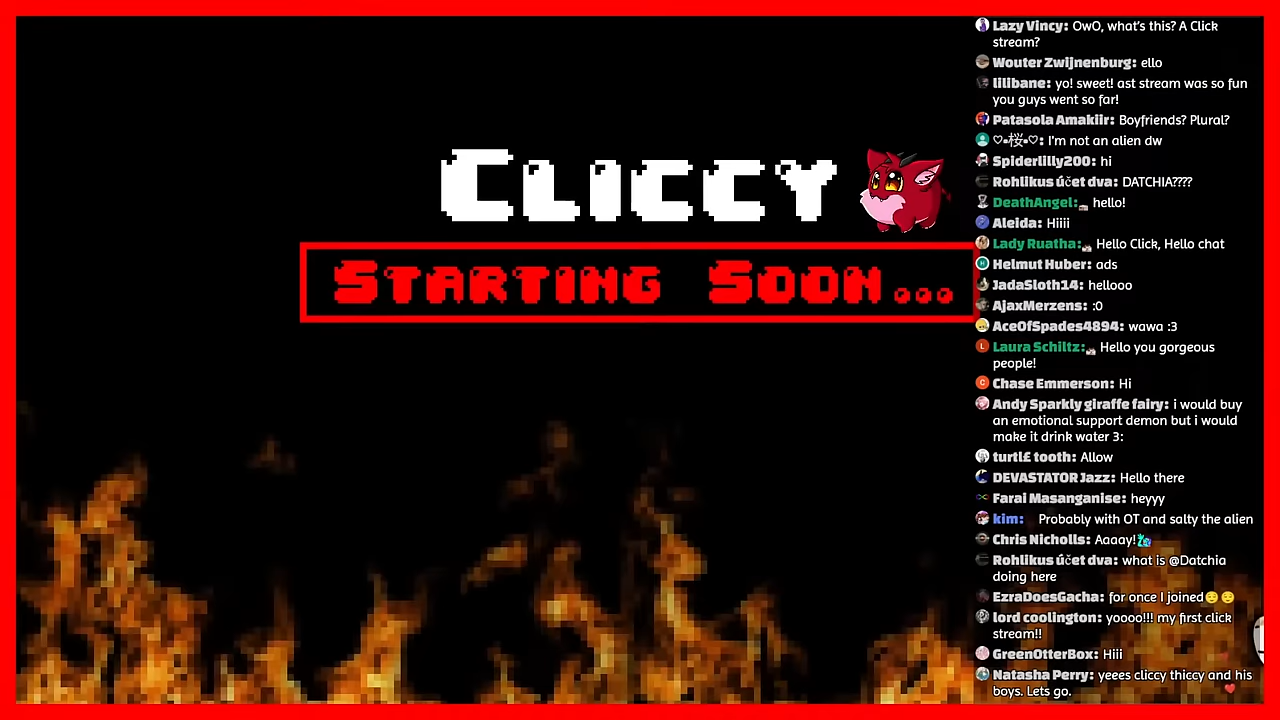 CLICCY
STARTING SOON...
Lazy Vincy: OwO, what's this? A Click
stream?
Wouter Zwijnenburg: ello
lilibane: yo! sweet! ast stream was so fun
you guys went so far!
Patasola Amakiir: Boyfriends? Plural?
♡▪桜▪♡: I'm not an alien dw
Spiderlilly200: hi
Rohlikus účet dva: DATCHIA????
DeathAngel: hello!
Aleida: Hiiii
Lady Ruatha: Hello Click, Hello chat
Helmut Huber: ads
JadaSloth14: hellooo
AjaxMerzens: :0
AceOfSpades4894: wawa :3
L Laura Schiltz: Hello you gorgeous
people!
C Chase Emmerson: Hi
Andy Sparkly giraffe fairy: i would buy
an emotional support demon but i would
make it drink water 3:
turtl£ tooth: Allow
DEVASTATOR Jazz: Hello there
Farai Masanganise: heyyy
kim: Probably with OT and salty the alien
Chris Nicholls: Aaaay!
Rohlikus účet dva: what is @Datchia
doing here
EzraDoesGacha: for once I joined😌😌
lord coolington: yoooo!!! my first click
stream!!
GreenOtterBox: Hiii
Natasha Perry: yeees cliccy thiccy and his
boys. Lets go.